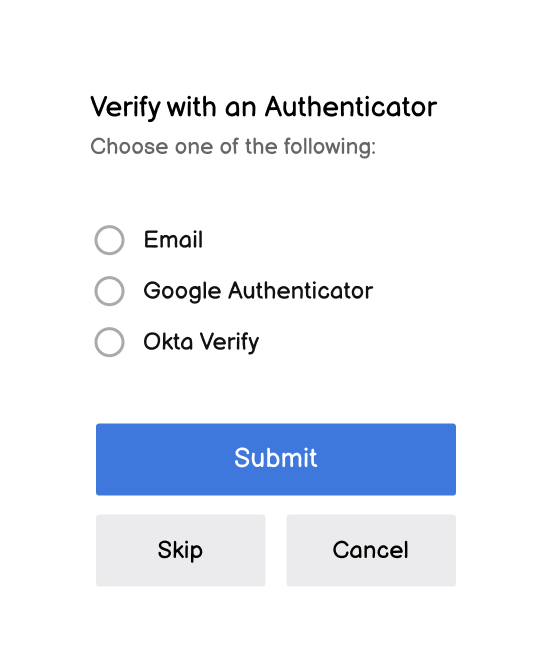 Verify with an Authenticator
Choose one of the following:
Email
Google Authenticator
Okta Verify
Submit
Skip
Cancel